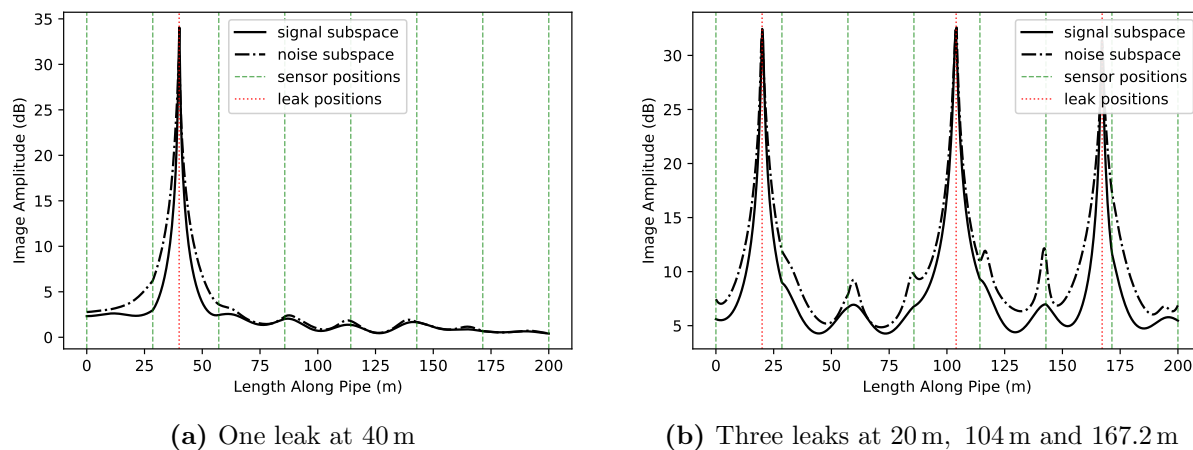 35
30
25
20
15
10
5
0
Image Amplitude (dB)
signal subspace
noise subspace
sensor positions
leak positions
0 25 50 75 100 125 150 175 200
Length Along Pipe (m)
(a) One leak at 40 m
30
25
20
15
10
5
Image Amplitude (dB)
signal subspace
noise subspace
sensor positions
leak positions
0 25 50 75 100 125 150 175 200
Length Along Pipe (m)
(b) Three leaks at 20 m, 104 m and 167.2 m